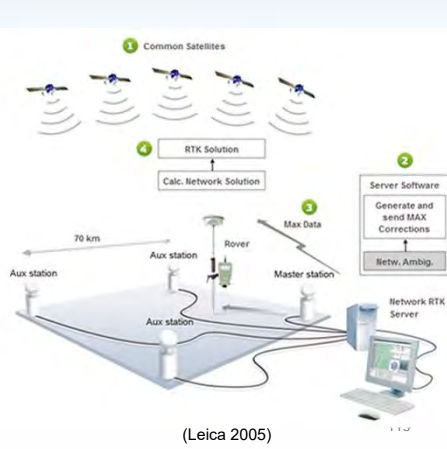 1 Common Satellites
4
RTK Solution
Calc. Network Solution
2
Server Software
Generate and
send MAX
Corrections
Netw. Ambig.
3
Max Data
70 km
Rover
Aux station
Aux station
Master station
Aux station
Network RTK
Server
(Leica 2005)